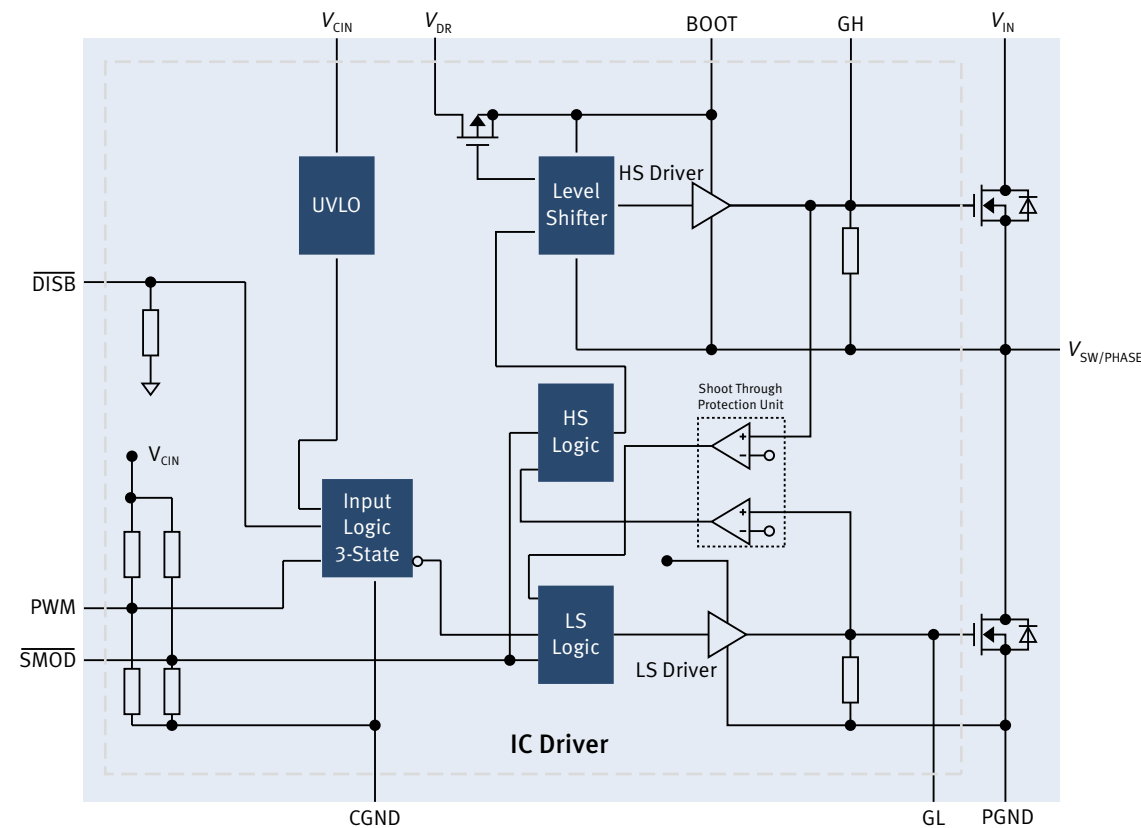 VCIN
VDR
BOOT
GH
VIN
UVLO
Level
Shifter
HS Driver
DISB
VSW/PHASE
Shoot Through
Protection Unit
HS
Logic
+
−
VCIN
Input
Logic
3-State
+
−
PWM
LS
Logic
SMOD
LS Driver
IC Driver
CGND
GL
PGND